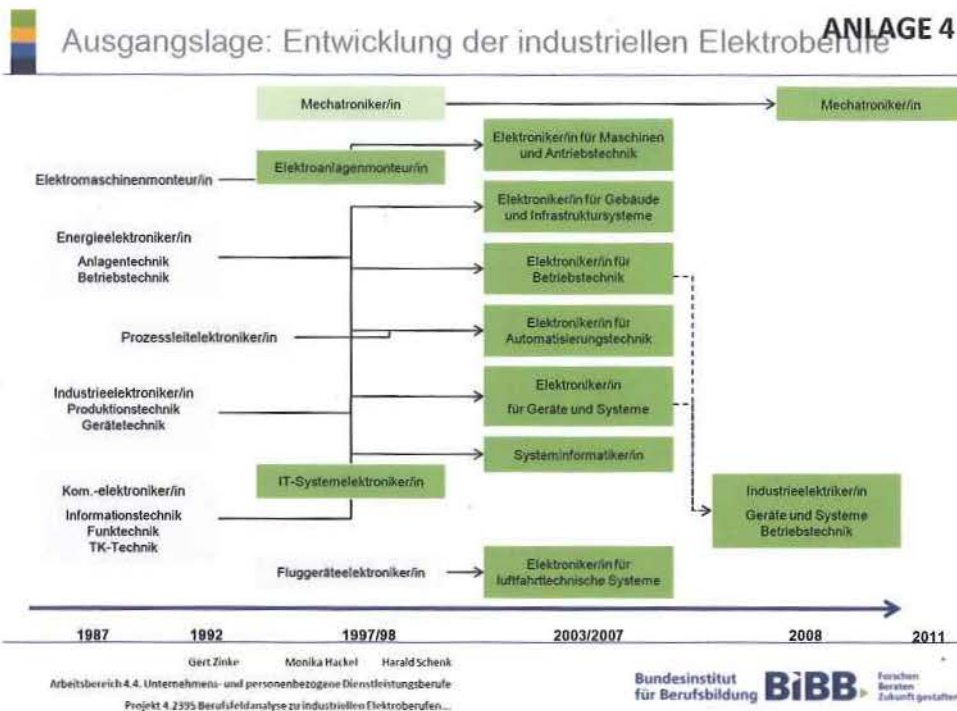 ANLAGE 4
Ausgangslage: Entwicklung der industriellen Elektroberufe
Mechatroniker/in
Mechatroniker/in
Elektroniker/in für Maschinen
und Antriebstechnik
Elektroanlagenmonteur/in
Elektromaschinenmonteur/in
Elektroniker/in für Gebäude
und Infrastruktursysteme
Energieelektroniker/in
Anlagentechnik
Betriebstechnik
Elektroniker/in für
Betriebstechnik
Prozessleitelektroniker/in
Elektroniker/in für
Automatisierungstechnik
Industrieelektroniker/in
Produktionstechnik
Gerätetechnik
Elektroniker/in
für Geräte und Systeme
Systeminformatiker/in
IT-Systemelektroniker/in
Kom.-elektroniker/in
Informationstechnik
Funktechnik
TK-Technik
Industrieelektriker/in
Geräte und Systeme
Betriebstechnik
Fluggeräteelektroniker/in
Elektroniker/in für
luftfahrttechnische Systeme
1987 1992 1997/98 2003/2007 2008 2011
Gert Zinke Monika Hackel Harald Schenk
Arbeitsbereich 4.4. Unternehmens- und personenbezogene Dienstleistungsberufe
Projekt 4.2395 Berufsfeldanalyse zu industriellen Elektroberufen...
Bundesinstitut
für Berufsbildung
BiBB
Forschen
Beraten
Zukunft gestalten